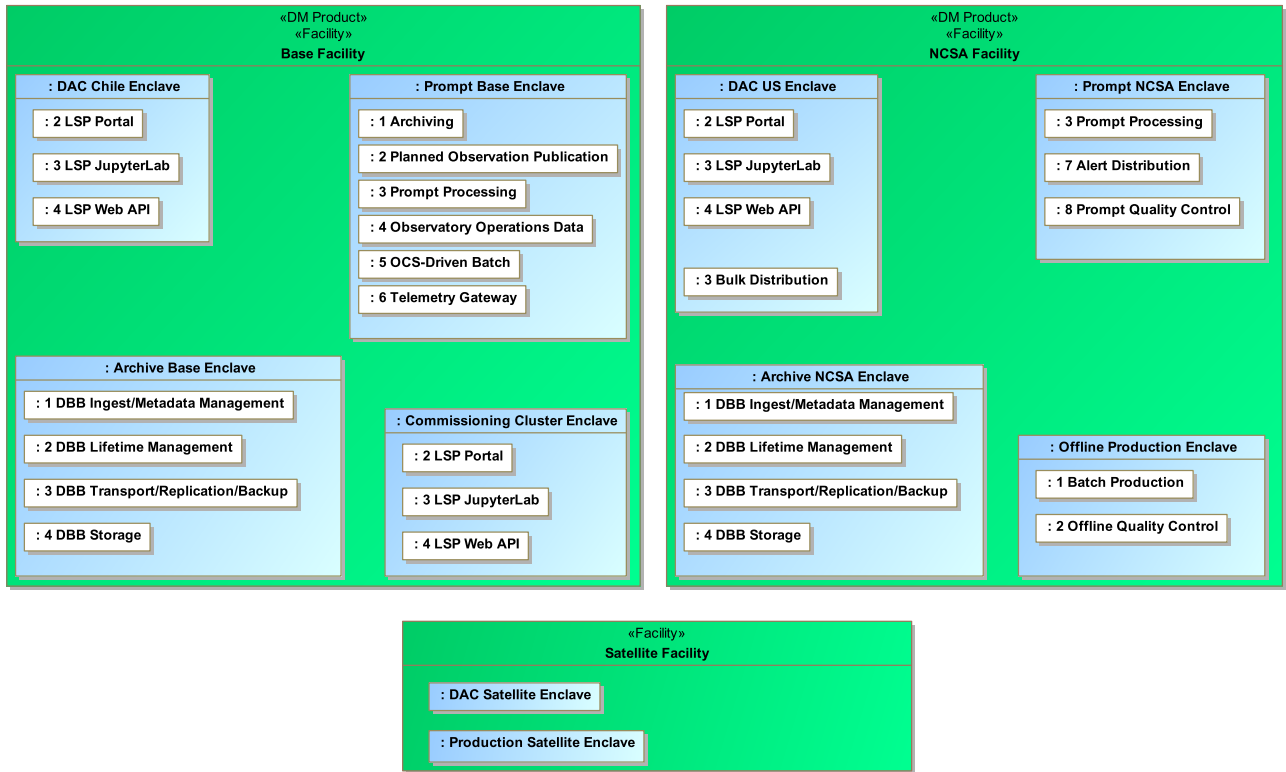 «DM Product»
«Facility»
Base Facility
: DAC Chile Enclave
: 2 LSP Portal
: 3 LSP JupyterLab
: 4 LSP Web API
: Prompt Base Enclave
: 1 Archiving
: 2 Planned Observation Publication
: 3 Prompt Processing
: 4 Observatory Operations Data
: 5 OCS-Driven Batch
: 6 Telemetry Gateway
: Archive Base Enclave
: 1 DBB Ingest/Metadata Management
: 2 DBB Lifetime Management
: 3 DBB Transport/Replication/Backup
: 4 DBB Storage
: Commissioning Cluster Enclave
: 2 LSP Portal
: 3 LSP JupyterLab
: 4 LSP Web API
«DM Product»
«Facility»
NCSA Facility
: DAC US Enclave
: 2 LSP Portal
: 3 LSP JupyterLab
: 4 LSP Web API
: 3 Bulk Distribution
: Prompt NCSA Enclave
: 3 Prompt Processing
: 7 Alert Distribution
: 8 Prompt Quality Control
: Archive NCSA Enclave
: 1 DBB Ingest/Metadata Management
: 2 DBB Lifetime Management
: 3 DBB Transport/Replication/Backup
: 4 DBB Storage
: Offline Production Enclave
: 1 Batch Production
: 2 Offline Quality Control
«Facility»
Satellite Facility
: DAC Satellite Enclave
: Production Satellite Enclave